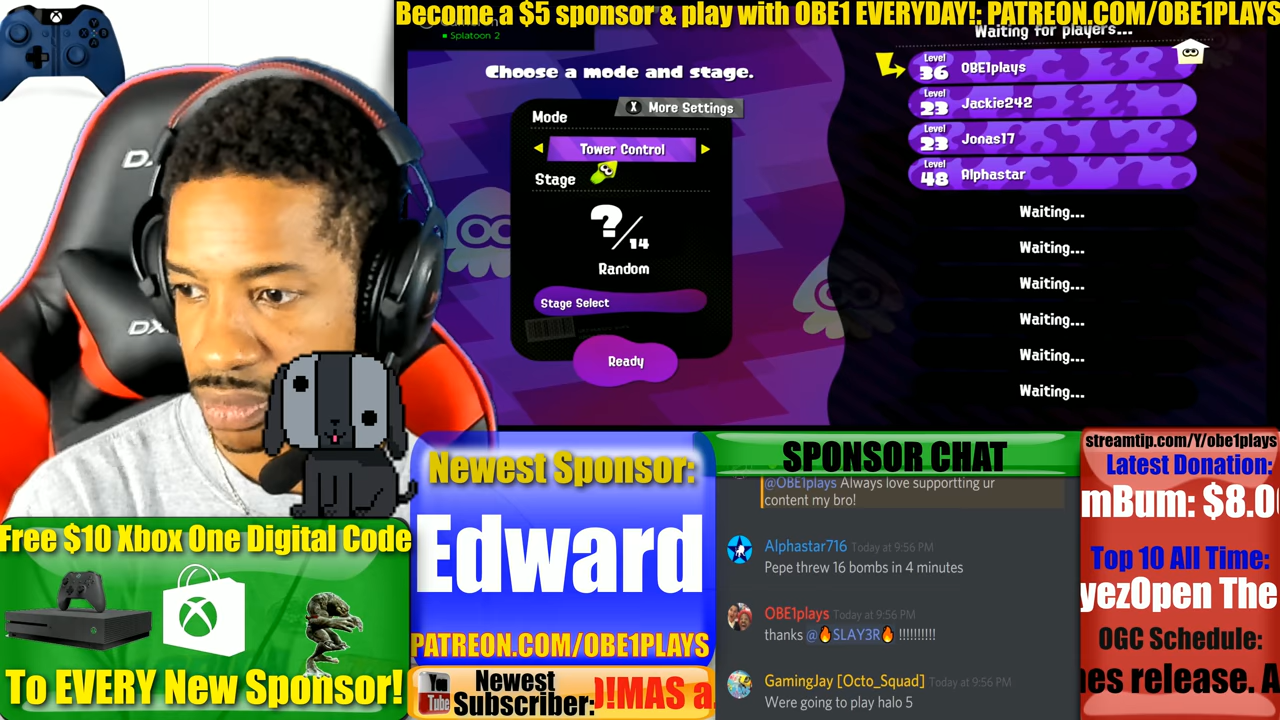 Become a $5 sponsor & play with OBE1 EVERYDAY!: PATREON.COM/OBE1PLAYS
Splatoon 2
Choose a mode and stage.
X More Settings
Mode
Tower Control
Stage
?/14
Random
Stage Select
Ready
Waiting for players...
Level 36 OBE1plays
Level 23 Jackie242
Level 23 Jonas17
Level 48 Alphastar
Waiting...
Waiting...
Waiting...
Waiting...
Waiting...
Waiting...
Free $10 Xbox One Digital Code
To EVERY New Sponsor!
Newest Sponsor:
Edward
PATREON.COM/OBE1PLAYS
You Tube
Newest
Subscriber:
D!MAS a
SPONSOR CHAT
@OBE1plays Always love supportting ur
content my bro!
Alphastar716 Today at 9:56 PM
Pepe threw 16 bombs in 4 minutes
OBE1plays Today at 9:56 PM
thanks @🔥SLAY3R🔥 !!!!!!!!!!
GamingJay [Octo_Squad] Today at 9:56 PM
Were going to play halo 5
streamtip.com/Y/obe1plays
Latest Donation:
mBum: $8.0
Top 10 All Time:
yezOpen The
OGC Schedule:
es release. A